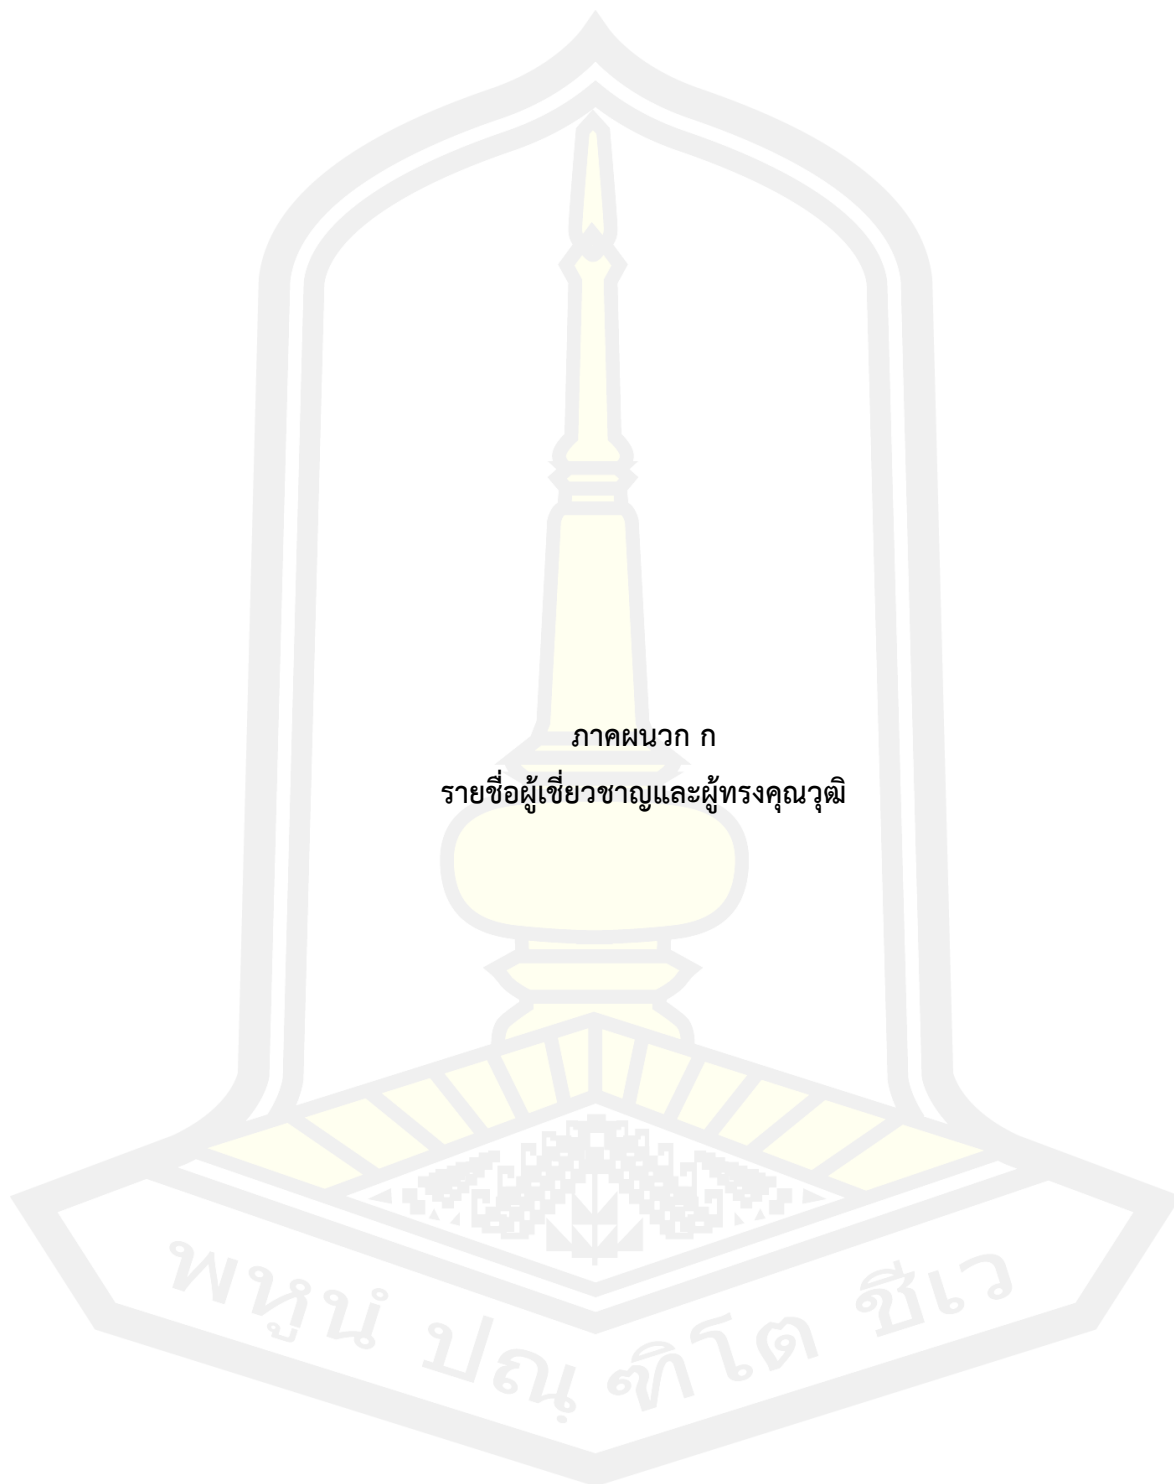 ภาคผนวก ก
รายชื่อผู้เชี่ยวชาญและผู้ทรงคุณวุฒิ
พหูนํ ปณฺฑิโต ชีเว